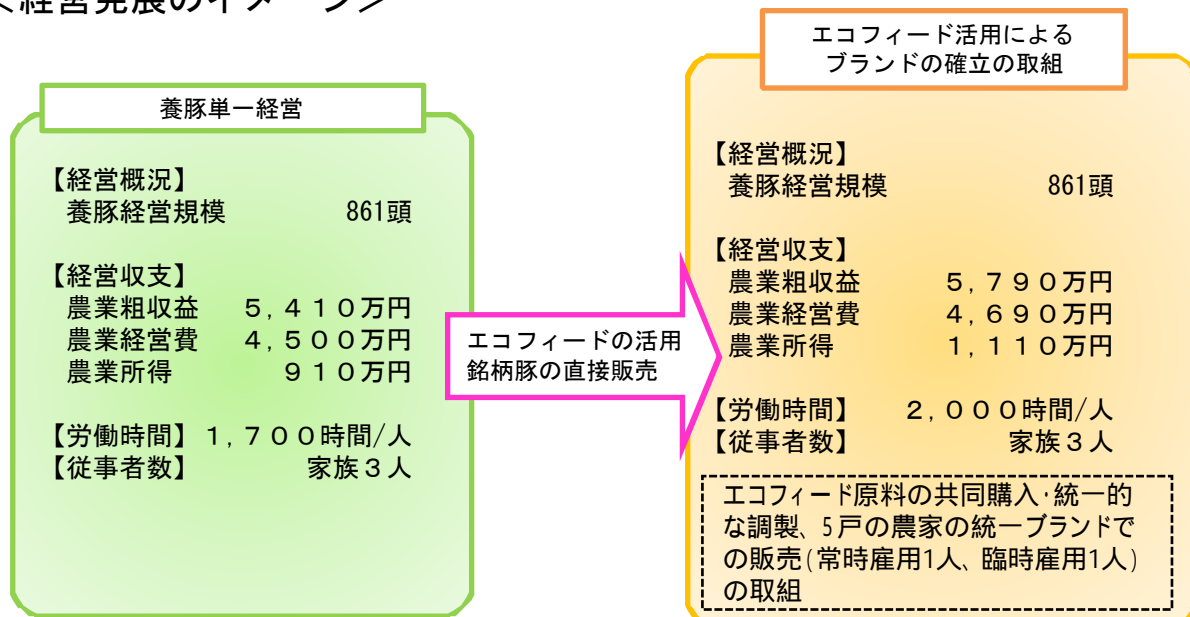 ＜経営発展のイメージ＞
養豚単一経営
【経営概況】
養豚経営規模 861頭
【経営収支】
農業粗収益 ５,４１０万円
農業経営費 ４,５００万円
農業所得 ９１０万円
【労働時間】１,７００時間/人
【従事者数】 家族３人
エコフィードの活用
銘柄豚の直接販売
エコフィード活用による
ブランドの確立の取組
【経営概況】
養豚経営規模 861頭
【経営収支】
農業粗収益 ５,７９０万円
農業経営費 ４,６９０万円
農業所得 １,１１０万円
【労働時間】 ２,０００時間/人
【従事者数】 家族３人
エコフィード原料の共同購入・統一的
な調製、5戸の農家の統一ブランドで
の販売(常時雇用1人、臨時雇用1人)
の取組